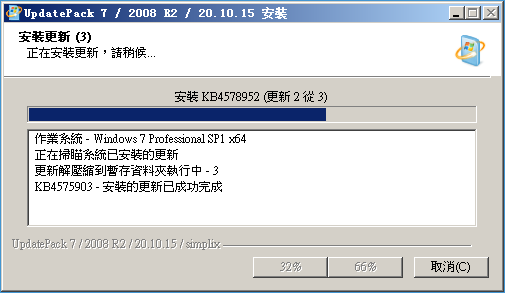 UpdatePack 7 / 2008 R2 / 20.10.15 安裝
安裝更新 (3)
正在安裝更新，請稍候...
安裝 KB4578952 (更新 2 從 3)
作業系統 - Windows 7 Professional SP1 x64
正在掃瞄系統已安裝的更新
更新解壓縮到暫存資料夾執行中 - 3
KB4575903 - 安裝的更新已成功完成
UpdatePack 7 / 2008 R2 / 20.10.15 / simplix
32%
66%
取消(C)